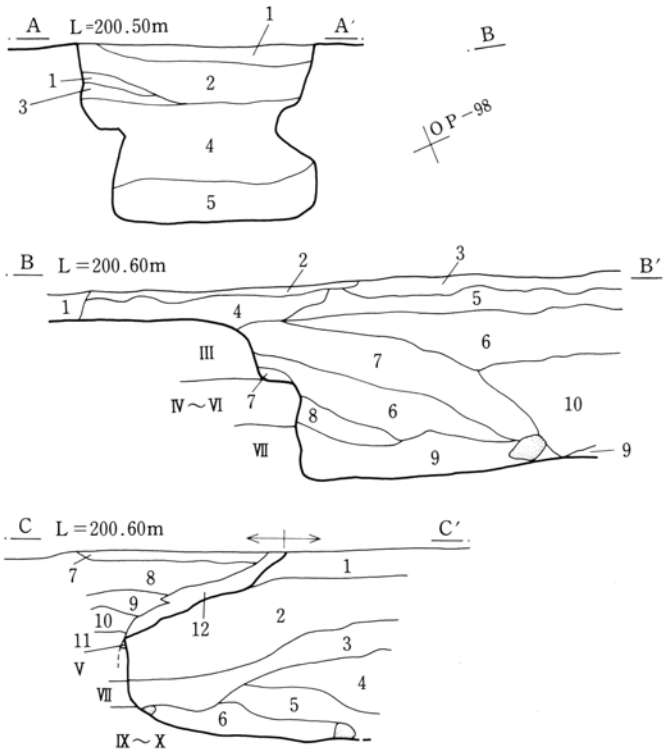 A L=200.50m 1 A′ B
1 2
3
OP-98
4
5
B L=200.60m 2 3 B′
1 4 5
III 7 6
IV～VI 7 8 6 10
VII 9 9
C L=200.60m C′
7 8 1
9
10 12 2
11 3
V 4
VII 5
6
IX～X